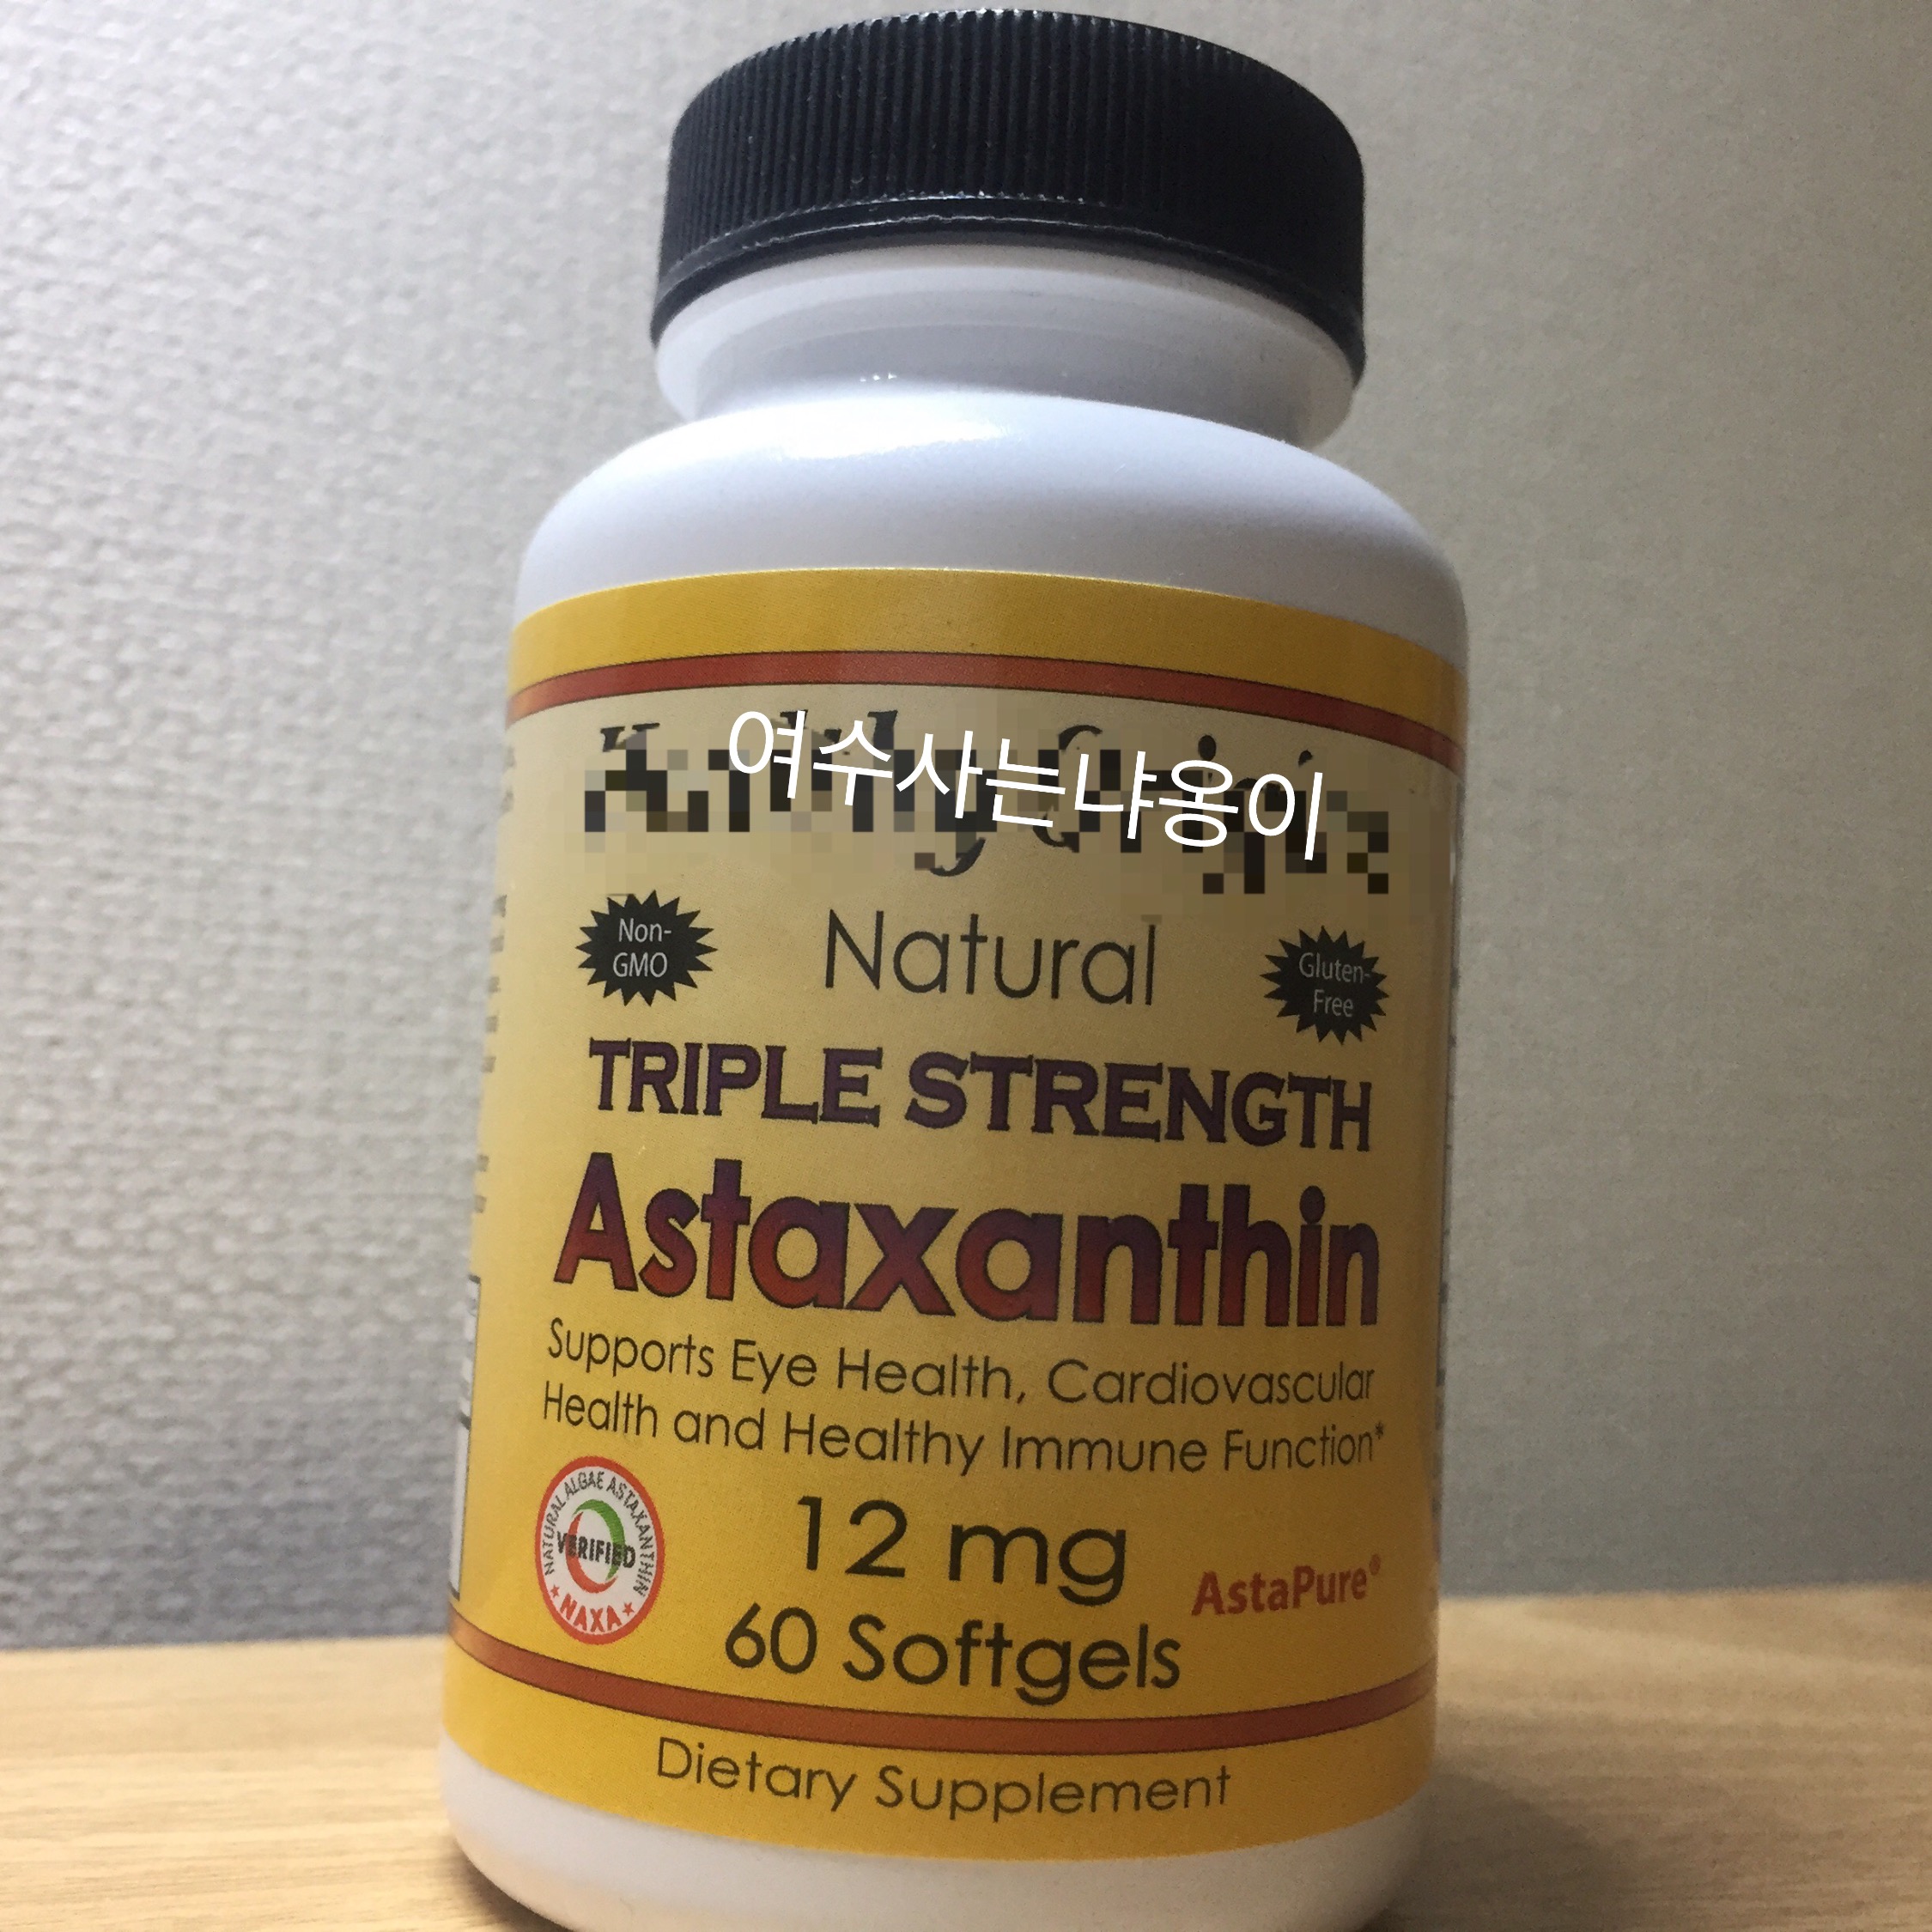 여수사는냐옹이
Non-
GMO
Natural
Gluten-
Free
TRIPLE STRENGTH
Astaxanthin
Supports Eye Health, Cardiovascular
Health and Healthy Immune Function*
NATURAL ALGAE ASTAXANTHIN
VERIFIED
NAXA
12 mg
AstaPure®
60 Softgels
Dietary Supplement